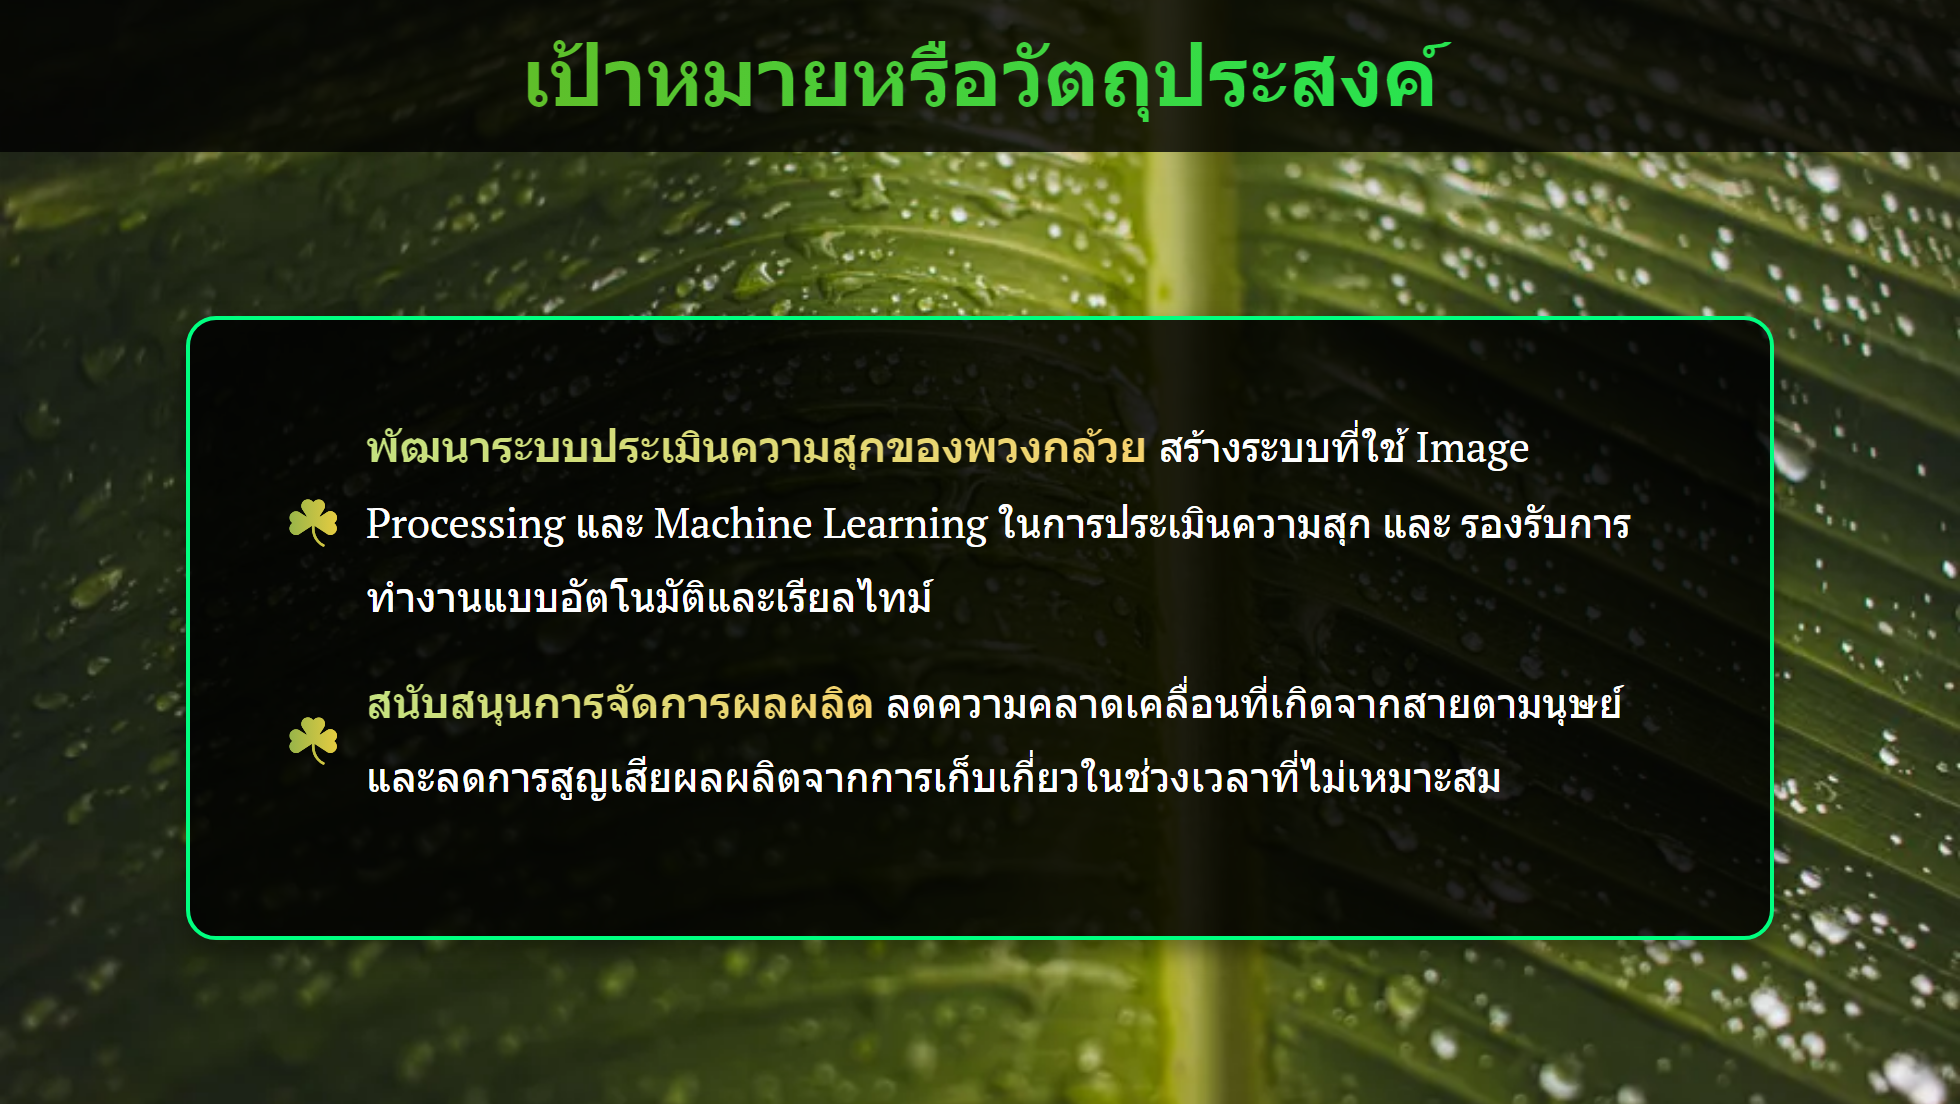 เป้าหมายหรือวัตถุประสงค์
พัฒนาระบบประเมินความสุกของพวงกล้วย สร้างระบบที่ใช้ Image
Processing และ Machine Learning ในการประเมินความสุก และ รองรับการ
ทำงานแบบอัตโนมัติและเรียลไทม์
สนับสนุนการจัดการผลผลิต ลดความคลาดเคลื่อนที่เกิดจากสายตามนุษย์
และลดการสูญเสียผลผลิตจากการเก็บเกี่ยวในช่วงเวลาที่ไม่เหมาะสม